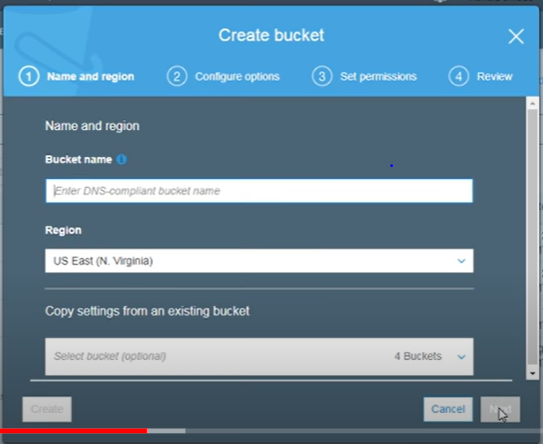 Create bucket
1 Name and region 2 Configure options 3 Set permissions 4 Review
Name and region
Bucket name
Enter DNS-compliant bucket name
Region
US East (N. Virginia)
Copy settings from an existing bucket
Select bucket (optional) 4 Buckets
Create Cancel